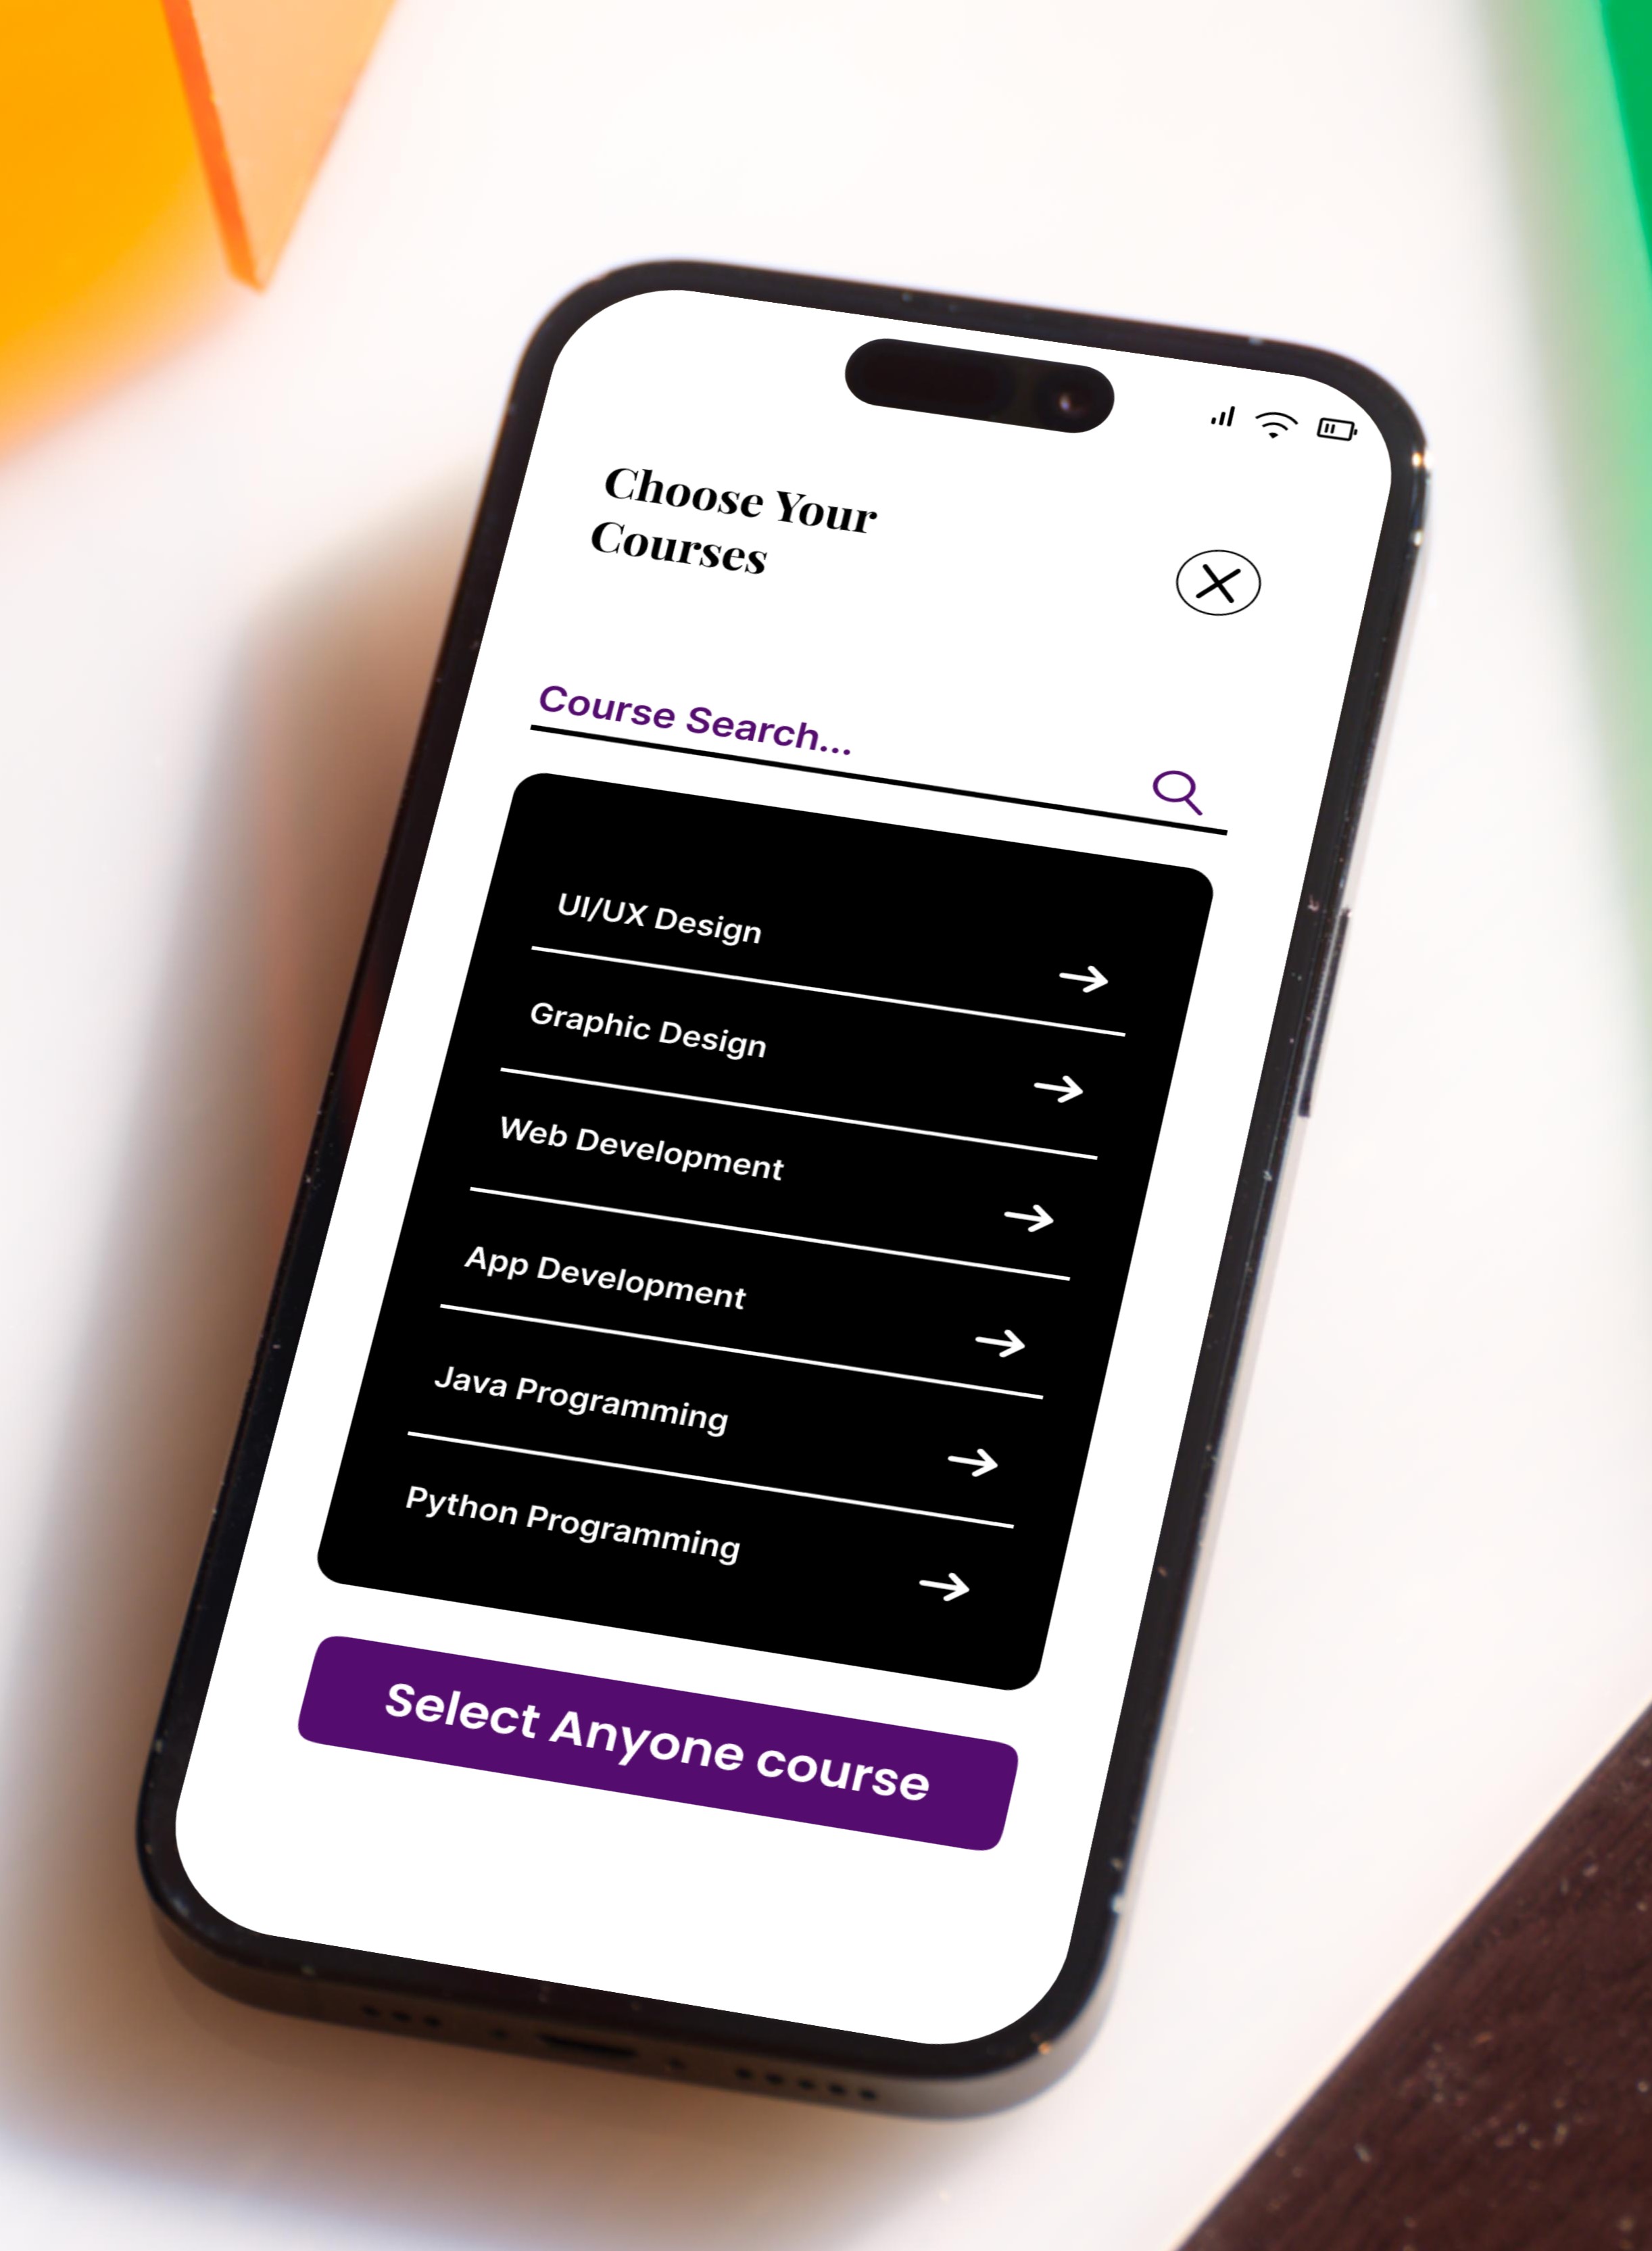 Choose Your
Courses
Course Search...
UI/UX Design
Graphic Design
Web Development
App Development
Java Programming
Python Programming
Select Anyone course